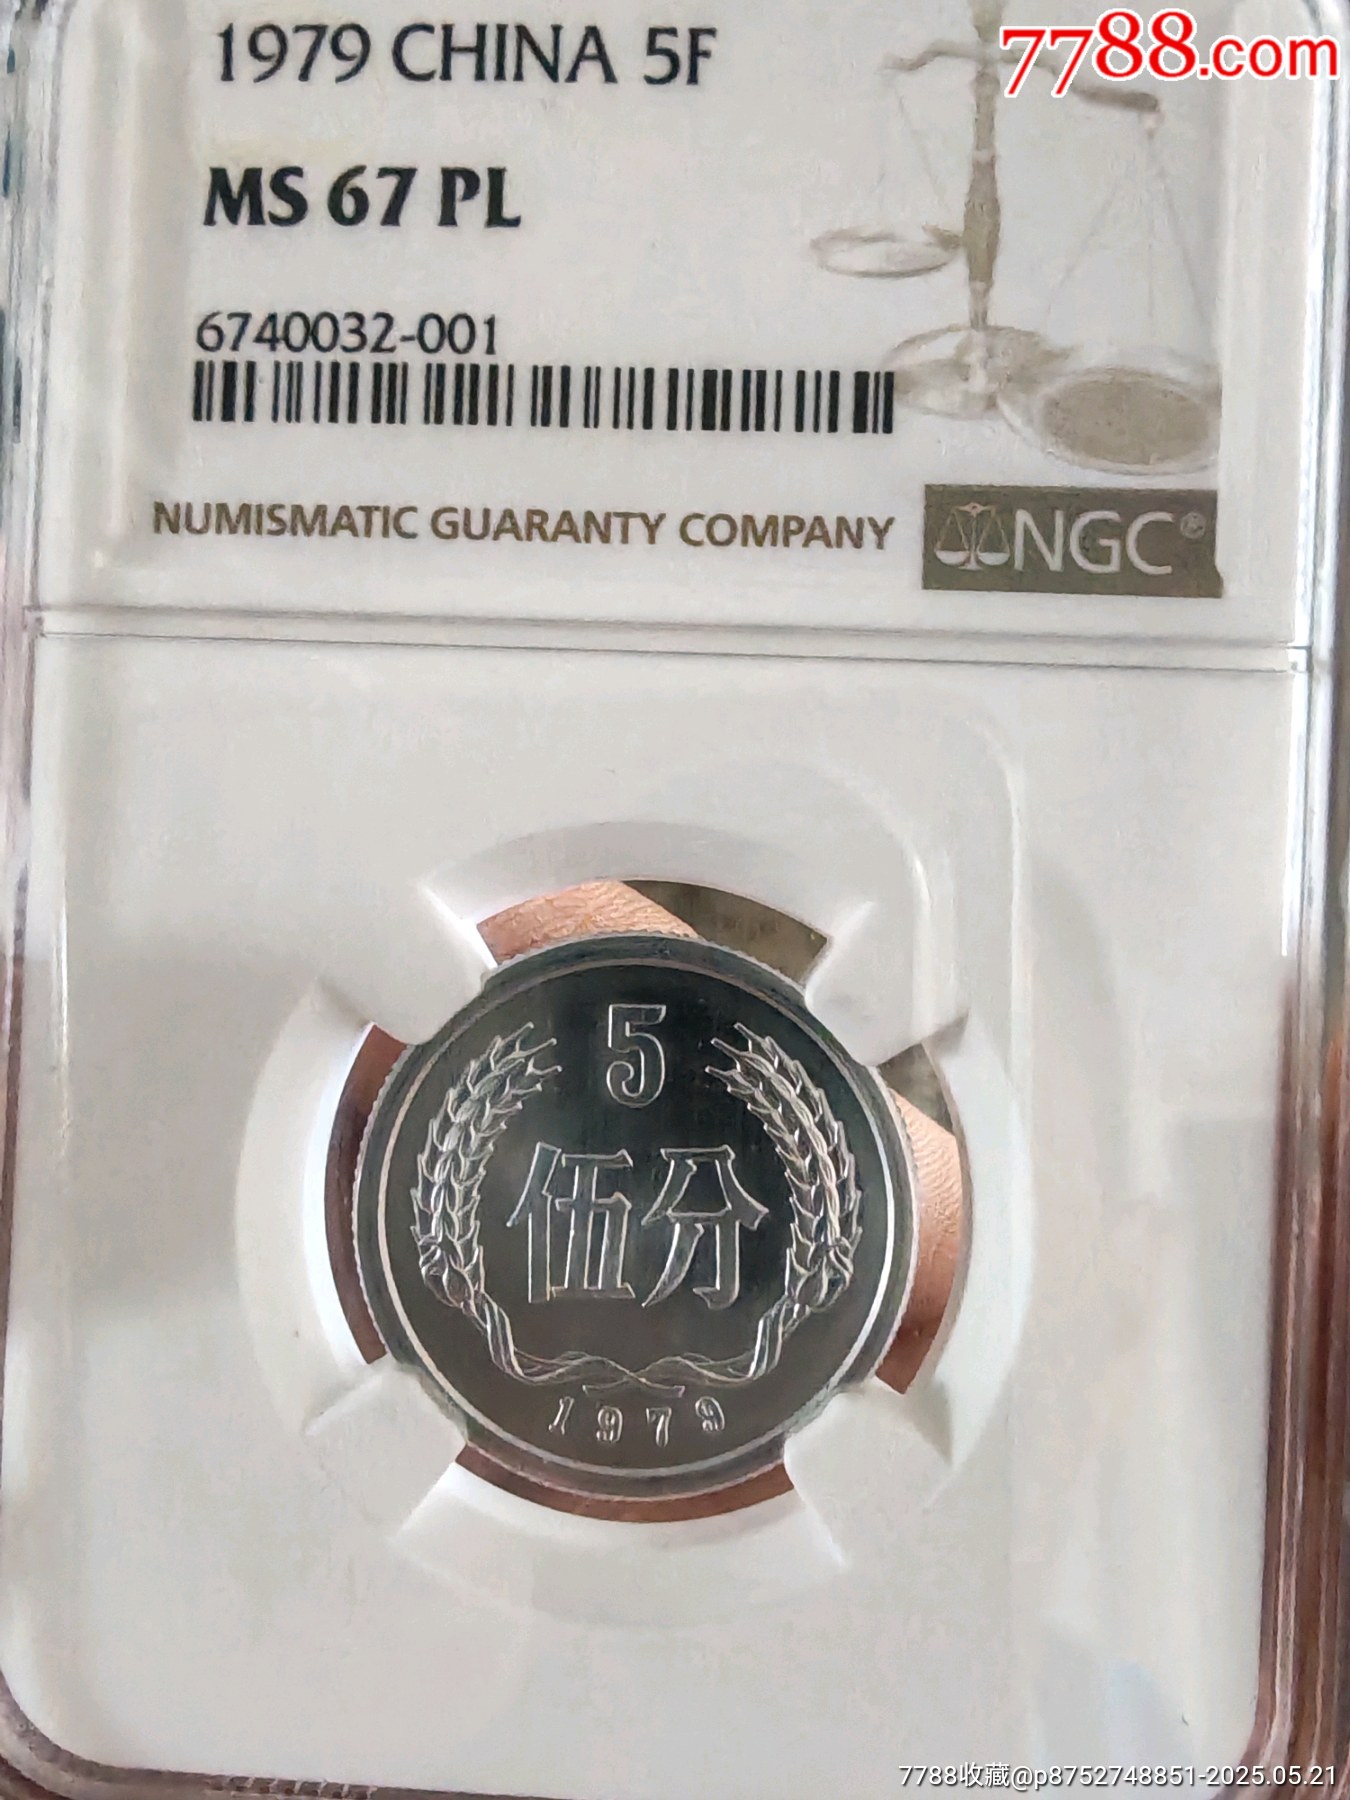 7788.com
1979 CHINA 5F
MS 67 PL
6740032-001
NUMISMATIC GUARANTY COMPANY
NGC®
5
伍分
1979
7788收藏@p8752748851-2025.05.21